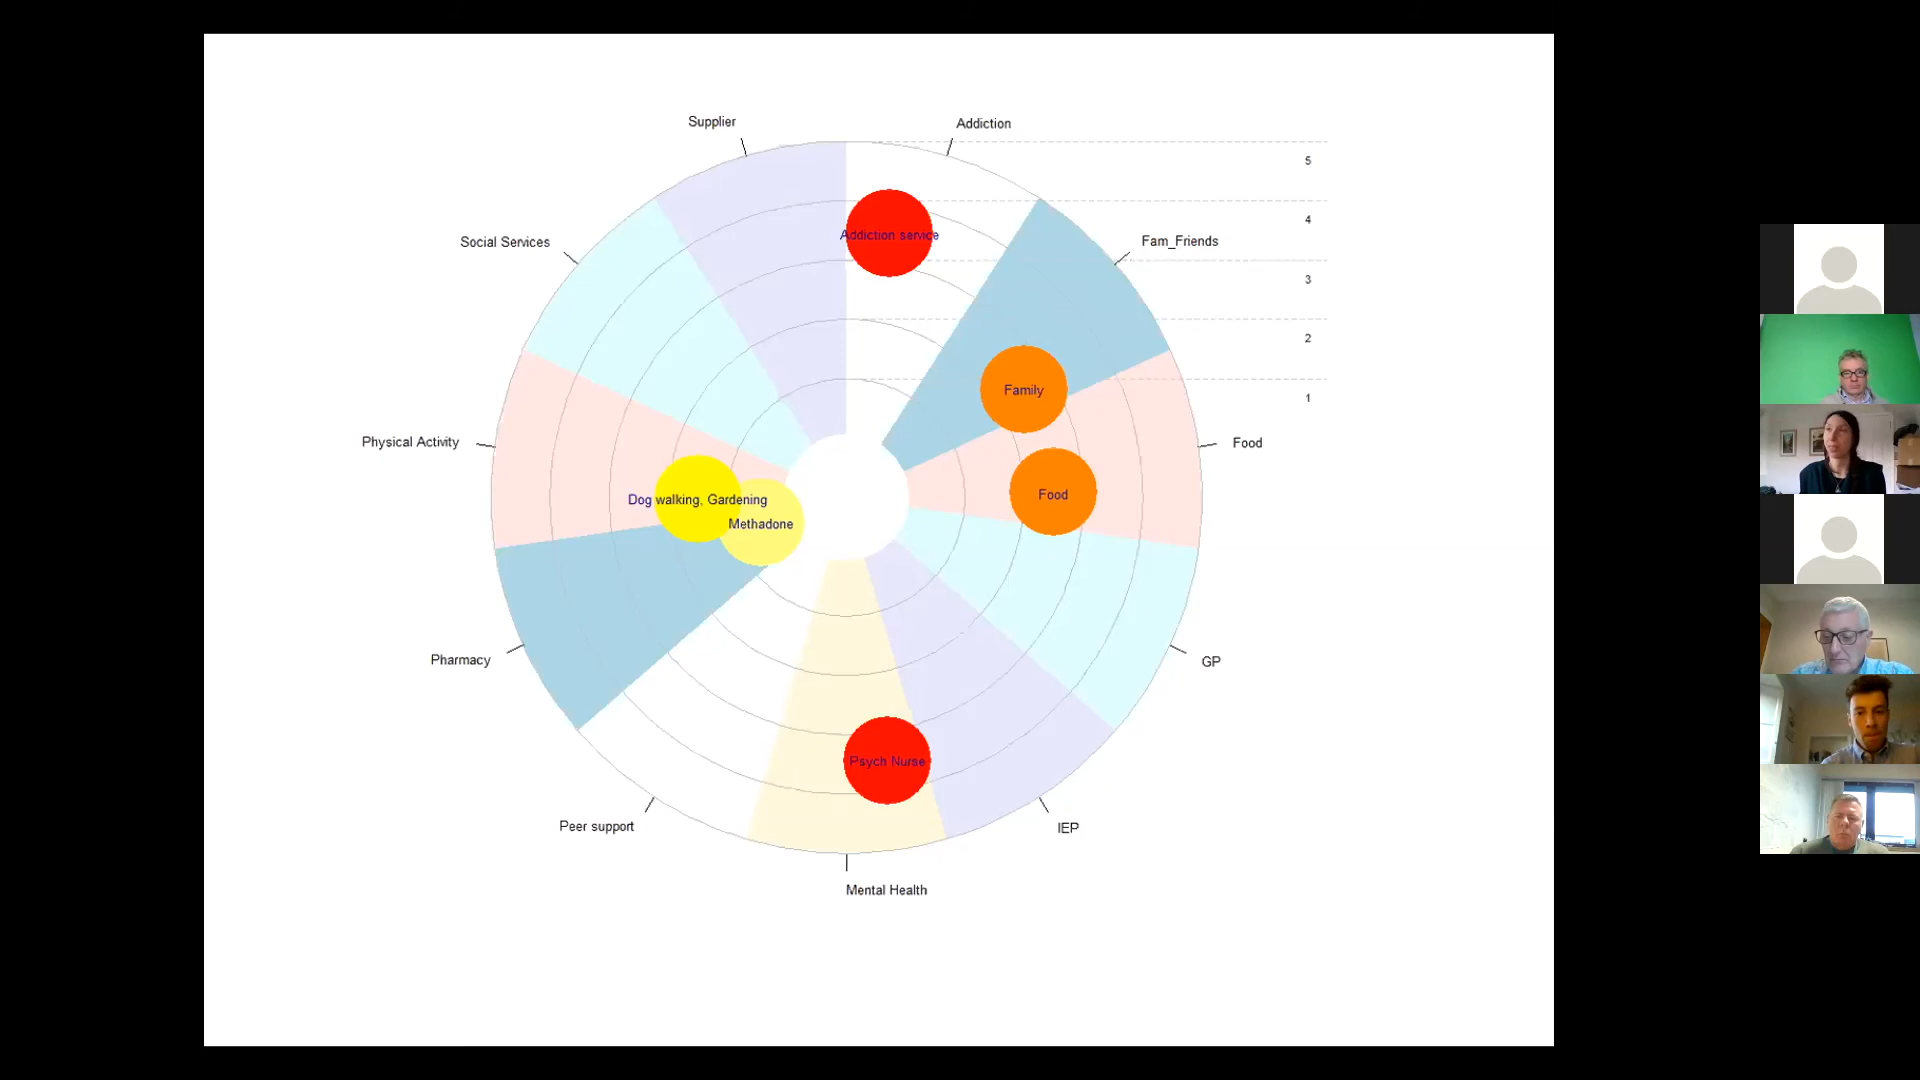 Supplier
Addiction
5
Addiction service
4
Social Services
Fam_Friends
3
2
Family
1
Physical Activity
Food
Food
Dog walking, Gardening
Methadone
Pharmacy
GP
Psych Nurse
Peer support
IEP
Mental Health